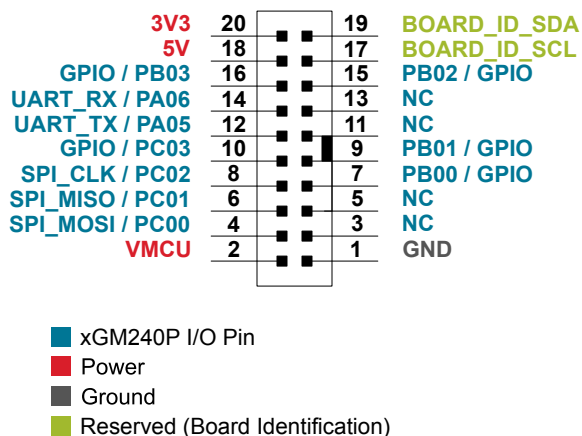 3V3 20 19 BOARD_ID_SDA
5V 18 17 BOARD_ID_SCL
GPIO / PB03 16 15 PB02 / GPIO
UART_RX / PA06 14 13 NC
UART_TX / PA05 12 11 NC
GPIO / PC03 10 9 PB01 / GPIO
SPI_CLK / PC02 8 7 PB00 / GPIO
SPI_MISO / PC01 6 5 NC
SPI_MOSI / PC00 4 3 NC
VMCU 2 1 GND
xGM240P I/O Pin
Power
Ground
Reserved (Board Identification)